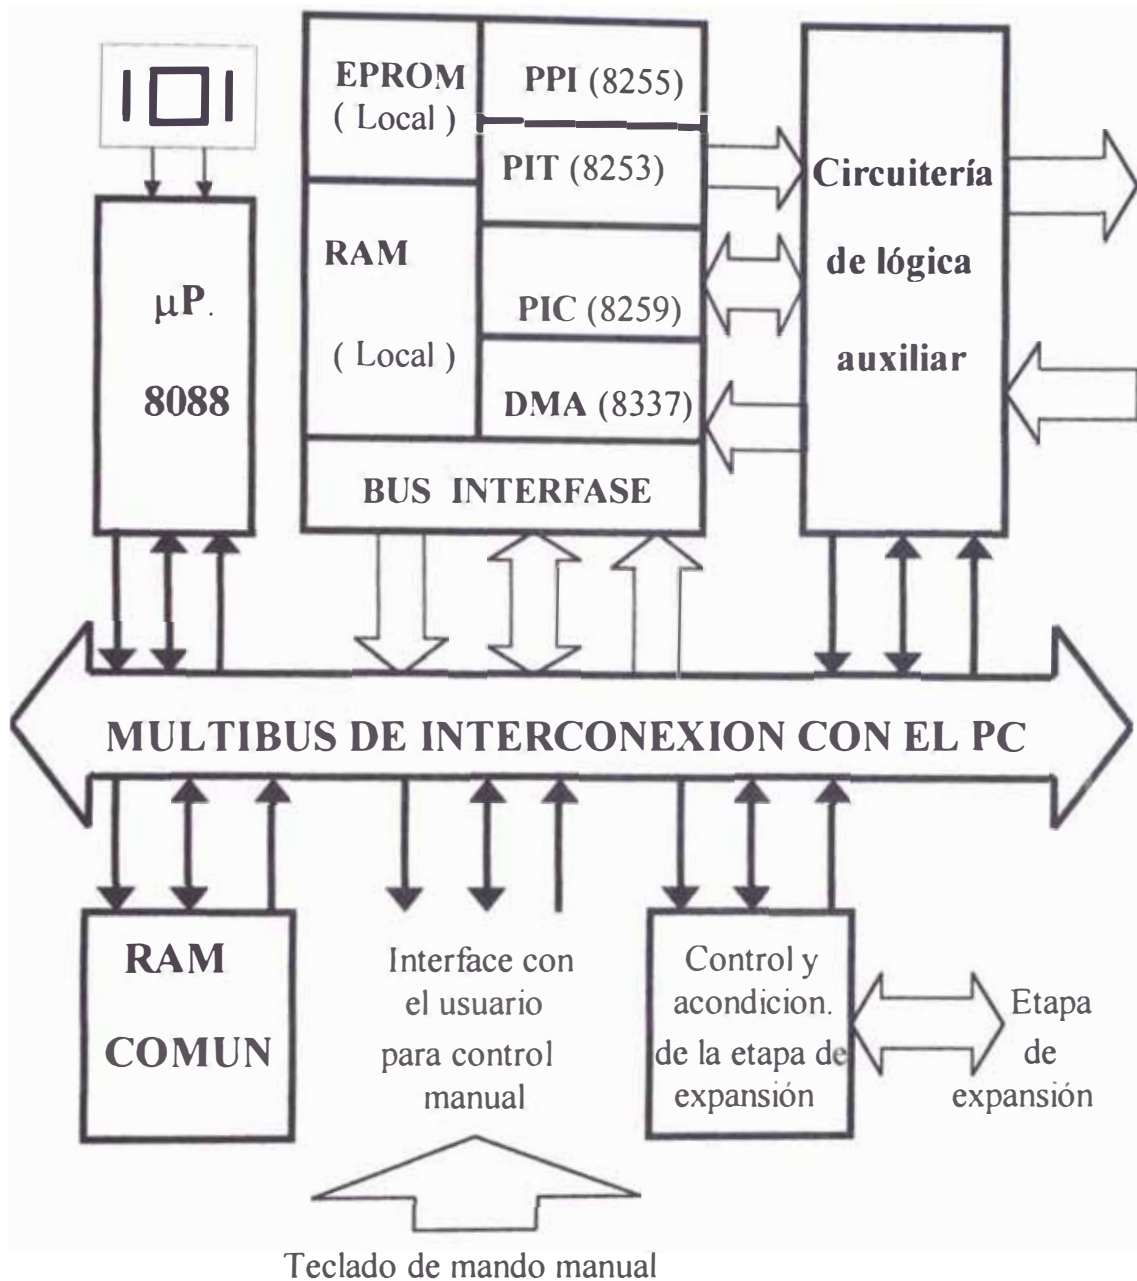 EPROM
( Local )
PPI (8255)
PIT (8253)
RAM
( Local )
PIC (8259)
DMA (8337)
BUS INTERFASE
µP.
8088
Circuitería
de lógica
auxiliar
MULTIBUS DE INTERCONEXION CON EL PC
RAM
COMUN
Interface con
el usuario
para control
manual
Control y
acondicion.
de la etapa de
expansión
Etapa
de
expansión
Teclado de mando manual